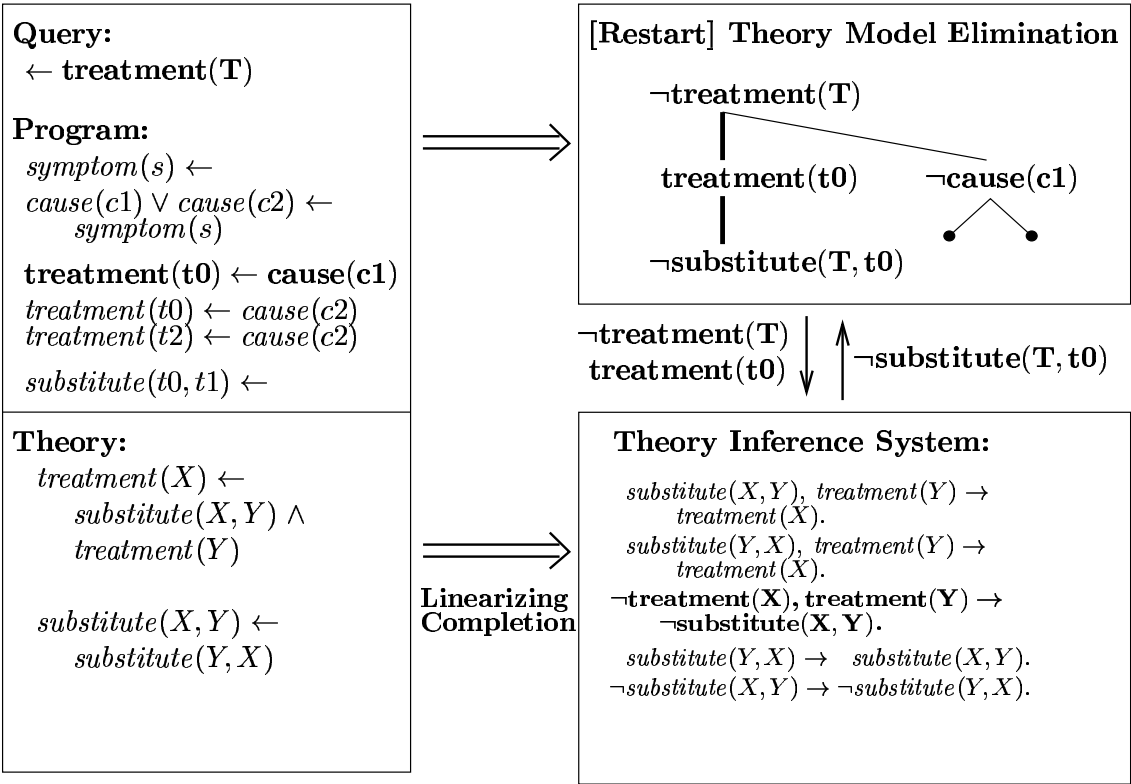 Query:
← treatment(T)
Program:
symptom(s) ←
cause(c1) ∨ cause(c2) ←
symptom(s)
treatment(t0) ← cause(c1)
treatment(t0) ← cause(c2)
treatment(t2) ← cause(c2)
substitute(t0, t1) ←
Theory:
treatment(X) ←
substitute(X, Y) ∧
treatment(Y)
substitute(X, Y) ←
substitute(Y, X)
Linearizing
Completion
[Restart] Theory Model Elimination
¬treatment(T)
treatment(t0) ¬cause(c1)
¬substitute(T, t0)
¬treatment(T)
treatment(t0)
¬substitute(T, t0)
Theory Inference System:
substitute(X, Y), treatment(Y) →
treatment(X).
substitute(Y, X), treatment(Y) →
treatment(X).
¬treatment(X), treatment(Y) →
¬substitute(X, Y).
substitute(Y, X) → substitute(X, Y).
¬substitute(X, Y) → ¬substitute(Y, X).